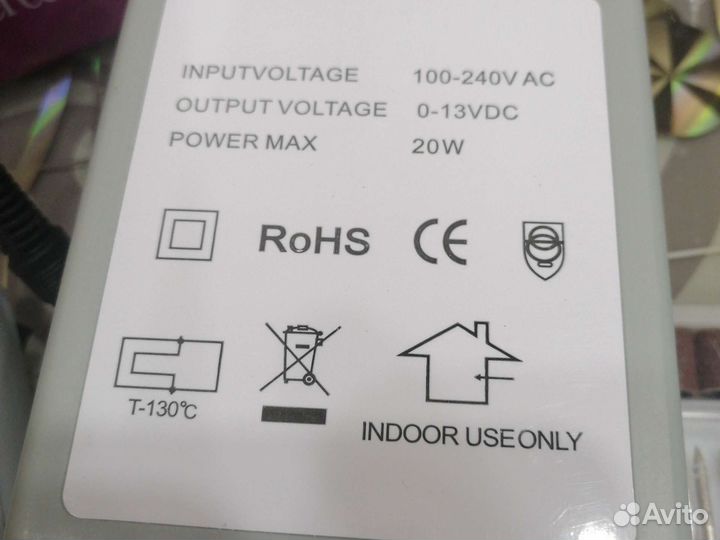 INPUTVOLTAGE 100-240V AC
OUTPUT VOLTAGE 0-13VDC
POWER MAX 20W
RoHS CE
T-130℃
INDOOR USEONLY
Avito